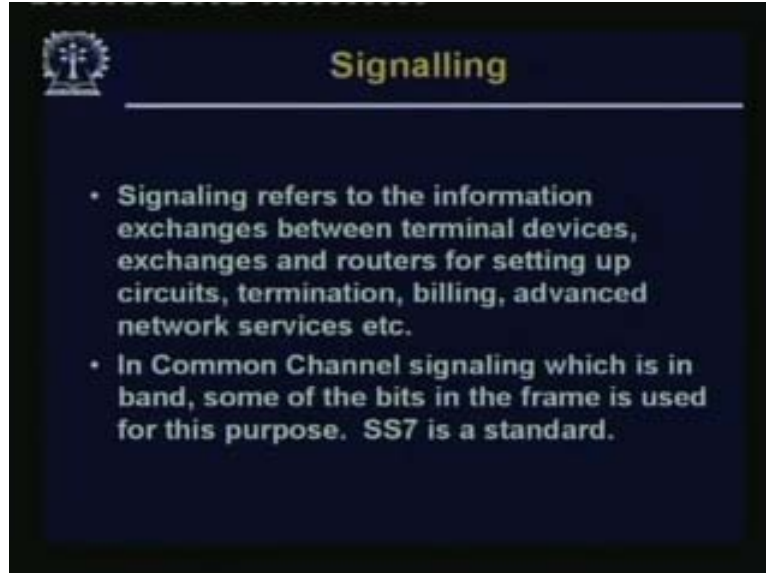 Signalling
• Signaling refers to the information
exchanges between terminal devices,
exchanges and routers for setting up
circuits, termination, billing, advanced
network services etc.
• In Common Channel signaling which is in
band, some of the bits in the frame is used
for this purpose. SS7 is a standard.